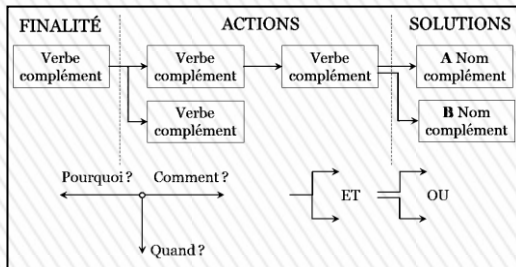 FINALITÉ
ACTIONS
SOLUTIONS
Verbe
complément
Verbe
complément
Verbe
complément
A Nom
complément
Verbe
complément
B Nom
complément
Pourquoi ?
Comment ?
Quand ?
ET
OU